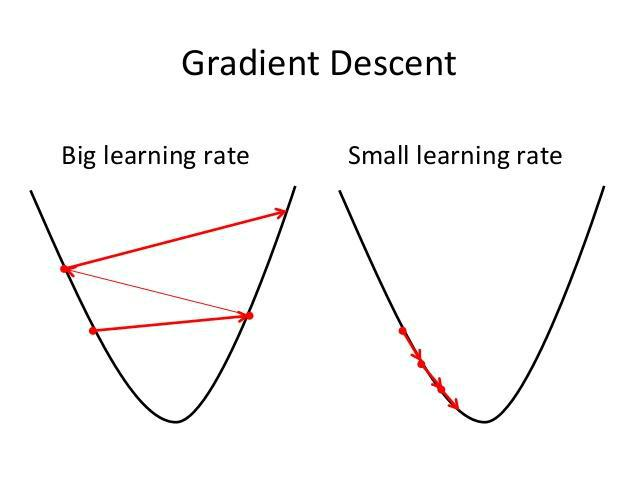 Gradient Descent
Big learning rate
Small learning rate